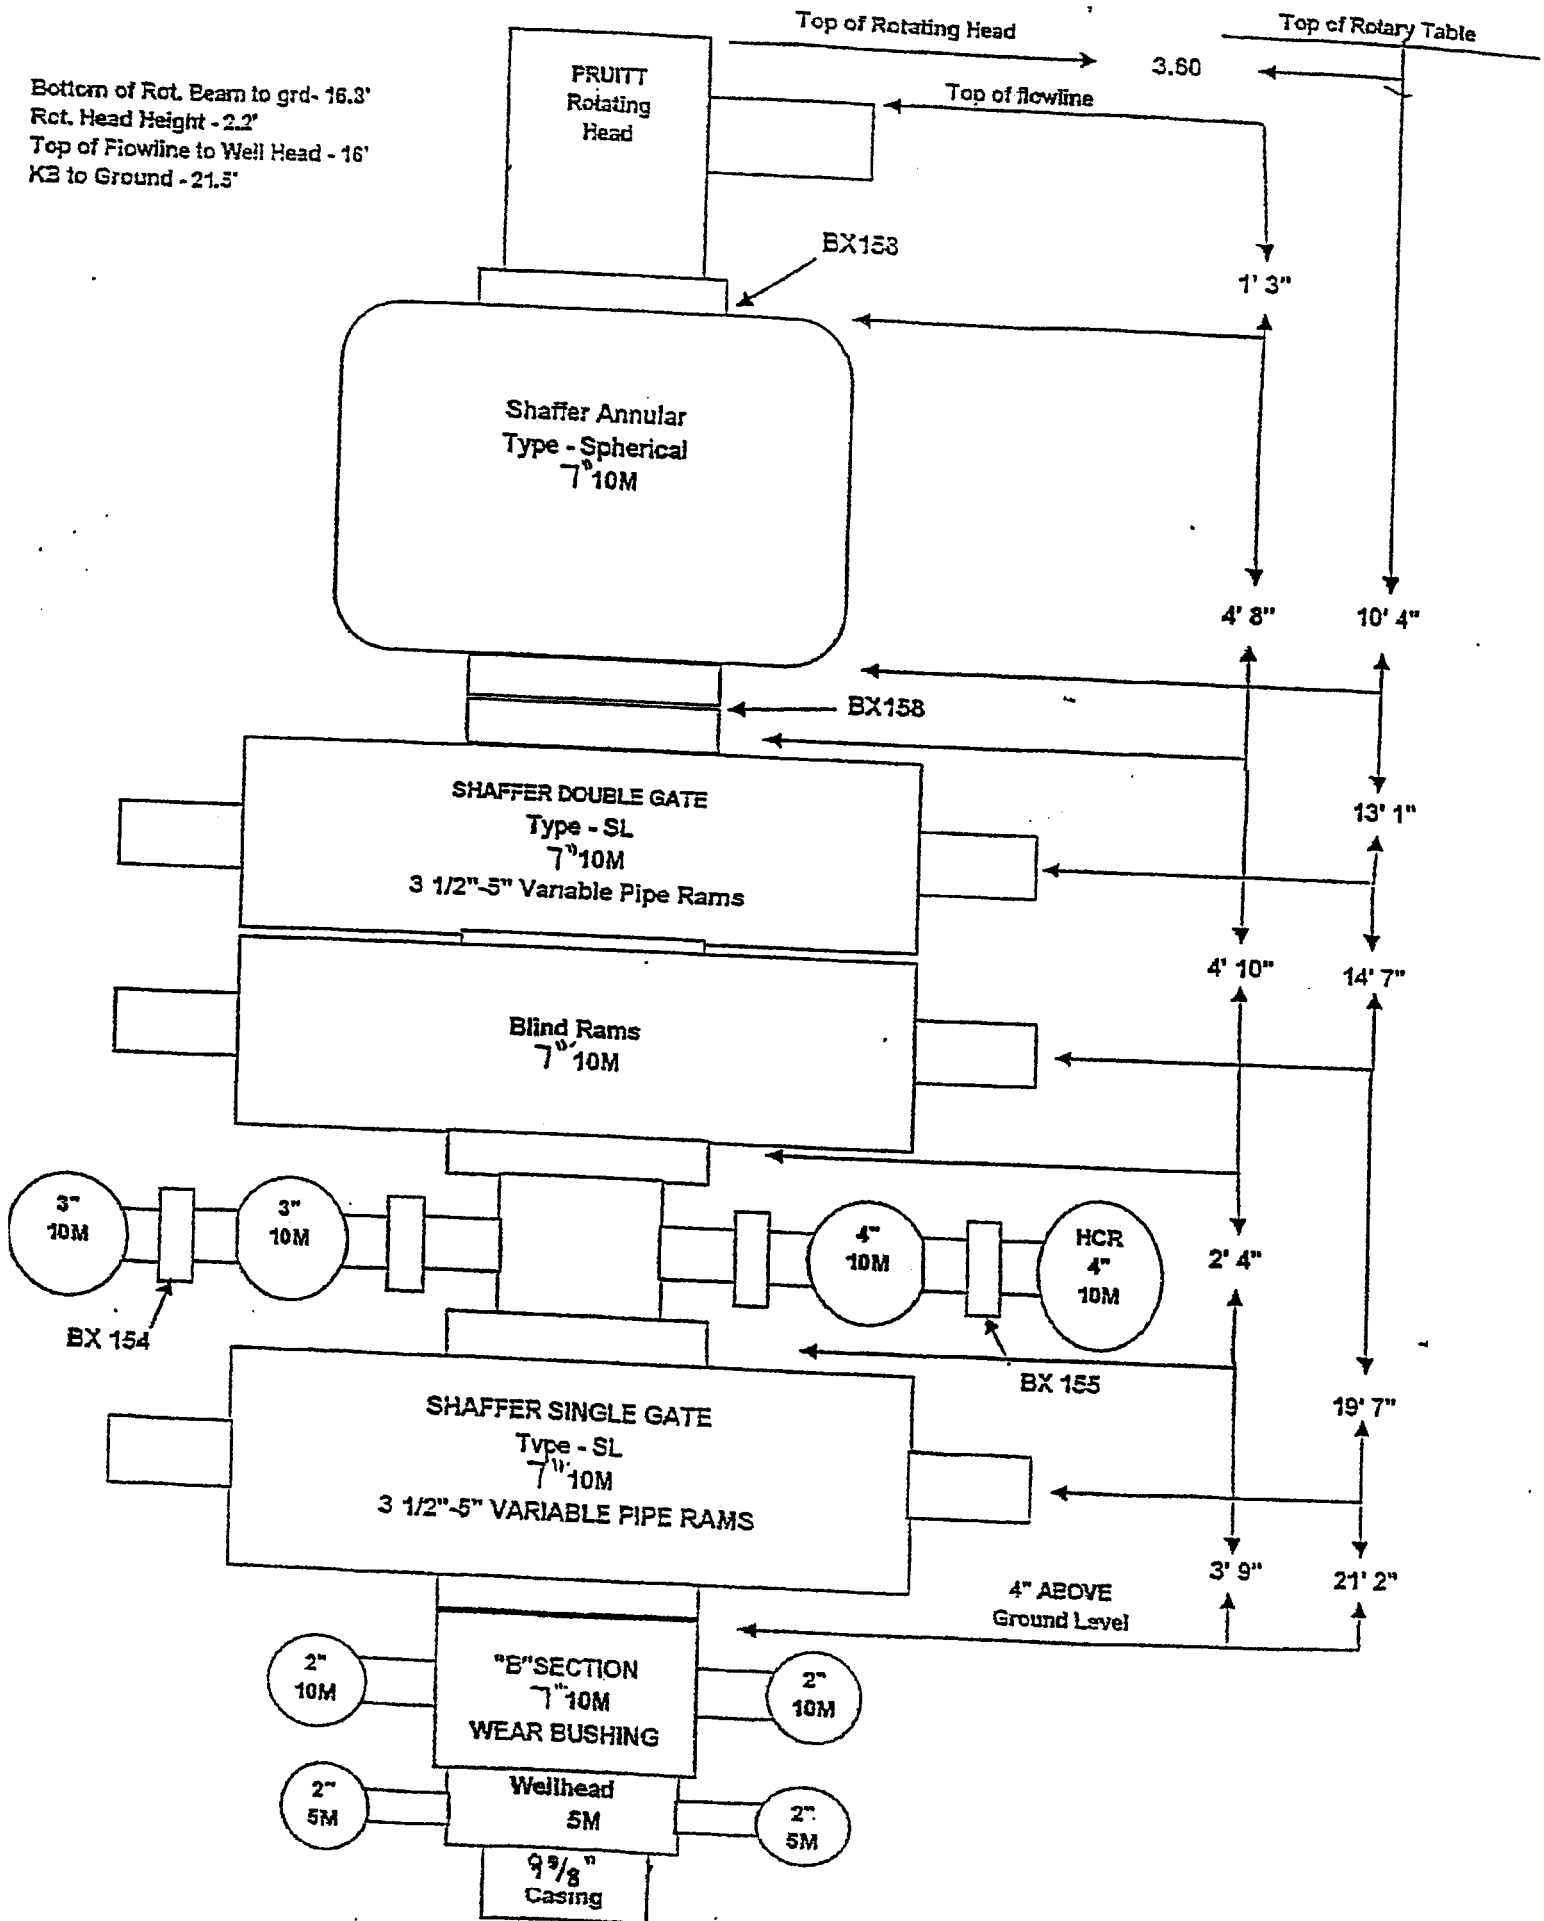 Top of Rotating Head
Top of Rotary Table
3.60
Bottom of Rot. Beam to grd- 16.3'
Rot. Head Height - 2.2'
Top of Flowline to Well Head - 16'
KB to Ground - 21.5'
PRUITT
Rotating
Head
Top of flowline
BX158
1' 3"
Shaffer Annular
Type - Spherical
7" 10M
4' 8"
10' 4"
BX158
SHAFFER DOUBLE GATE
Type - SL
7" 10M
3 1/2"-5" Variable Pipe Rams
13' 1"
4' 10"
14' 7"
Blind Rams
7" 10M
3"
10M
3"
10M
4"
10M
HCR
4"
10M
2' 4"
BX 154
BX 155
SHAFFER SINGLE GATE
Type - SL
7" 10M
3 1/2"-5" VARIABLE PIPE RAMS
19' 7"
3' 9"
21' 2"
4" ABOVE
Ground Level
2"
10M
"B" SECTION
7" 10M
WEAR BUSHING
2"
10M
2"
5M
Wellhead
5M
2"
5M
9 5/8"
Casing